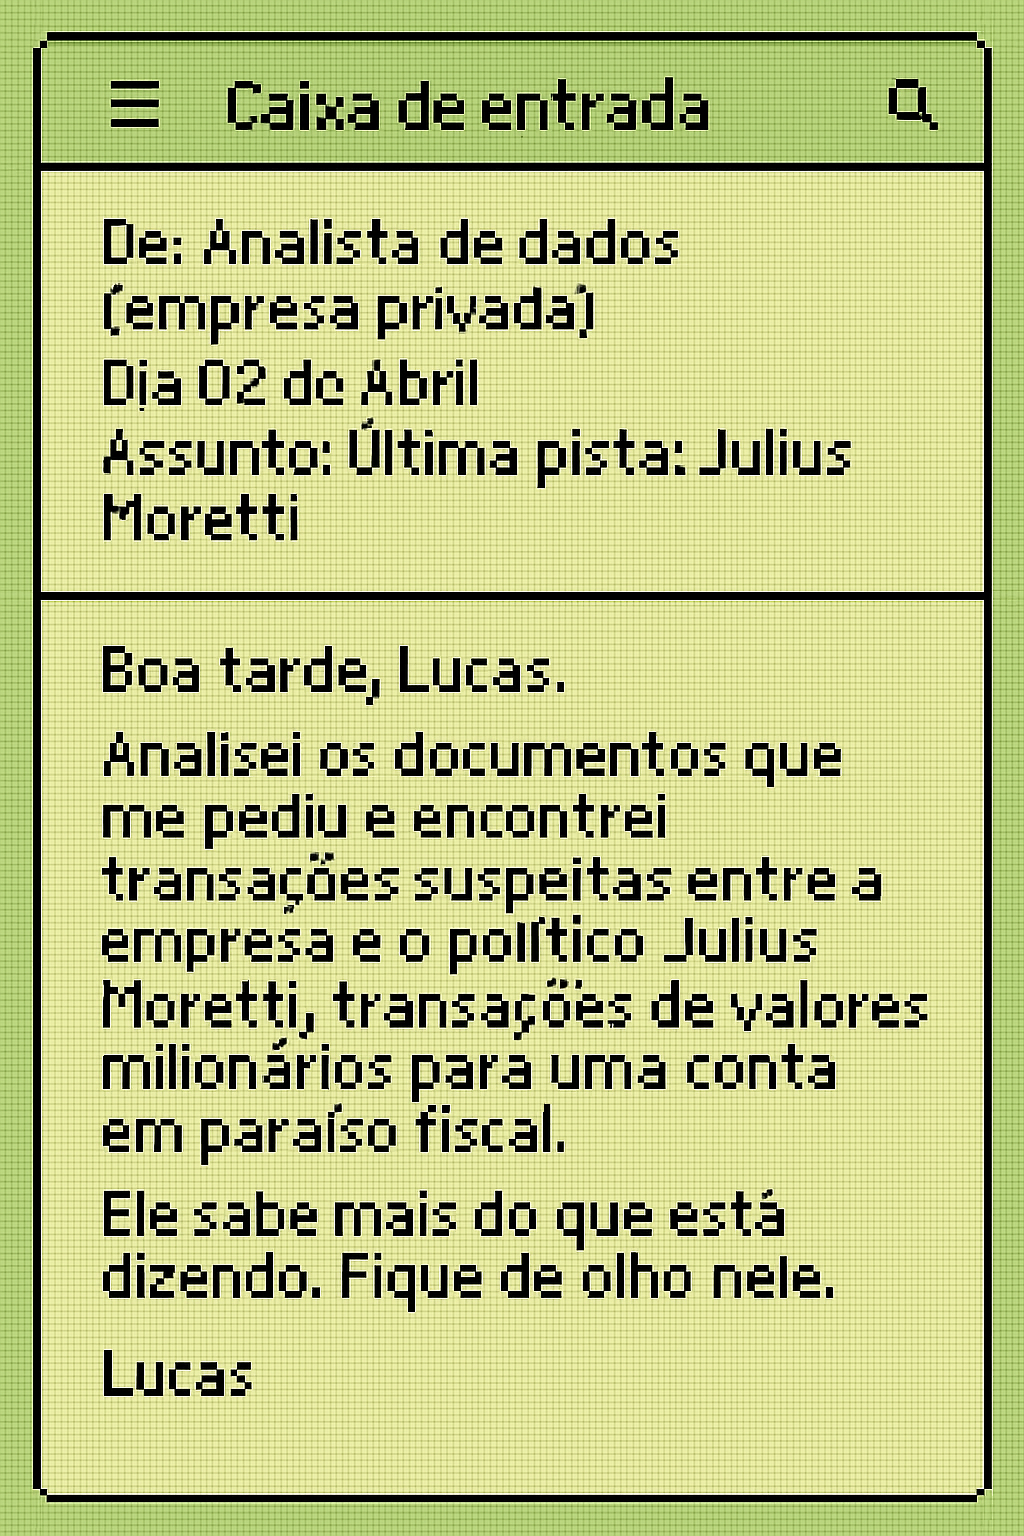 Caixa de entrada
De: Analista de dados
(empresa privada)
Dia 02 de Abril
Assunto: Última pista: Julius
Moretti
Boa tarde, Lucas.
Analisei os documentos que
me pediu e encontrei
transações suspeitas entre a
empresa e o político Julius
Moretti, transações de valores
milionários para uma conta
em paraíso fiscal.
Ele sabe mais do que está
dizendo. Fique de olho nele.
Lucas